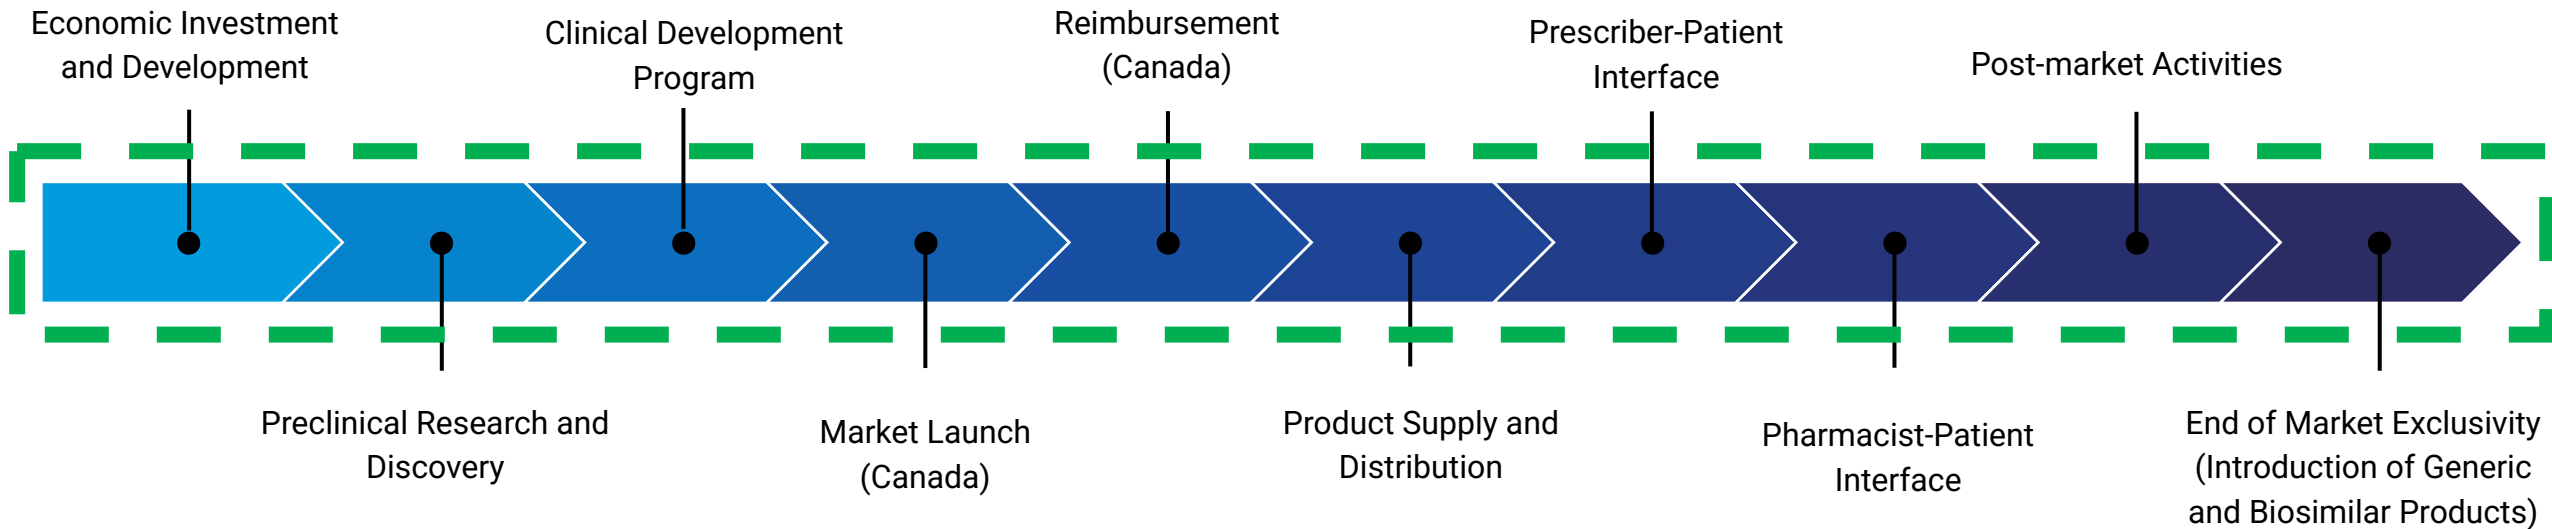 Economic Investment
and Development
Preclinical Research and
Discovery
Clinical Development
Program
Market Launch
(Canada)
Reimbursement
(Canada)
Product Supply and
Distribution
Prescriber-Patient
Interface
Pharmacist-Patient
Interface
Post-market Activities
End of Market Exclusivity
(Introduction of Generic
and Biosimilar Products)